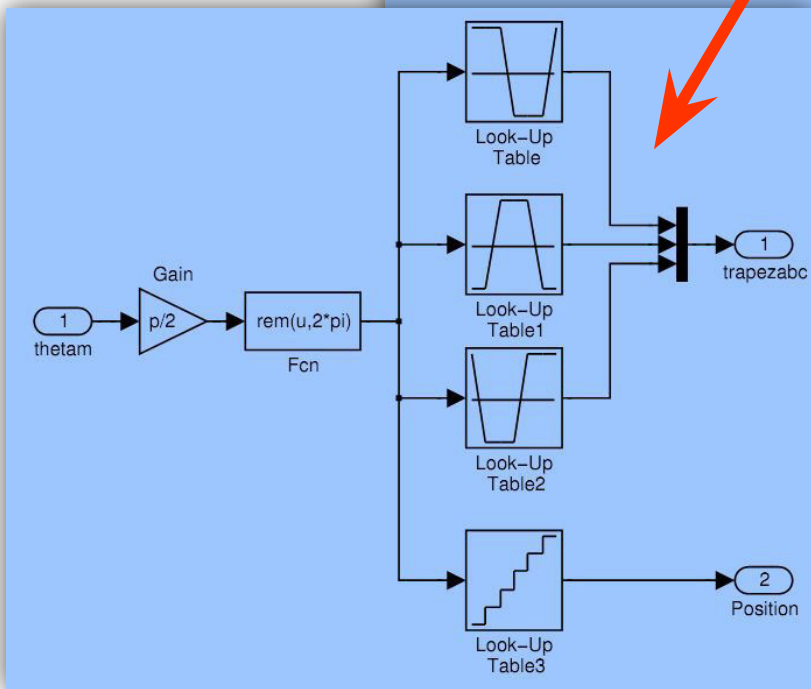 Look-Up
Table
Look-Up
Table1
Look-Up
Table2
Look-Up
Table3
Gain
p/2
rem(u,2*pi)
Fcn
1
thetam
1
trapezabc
2
Position